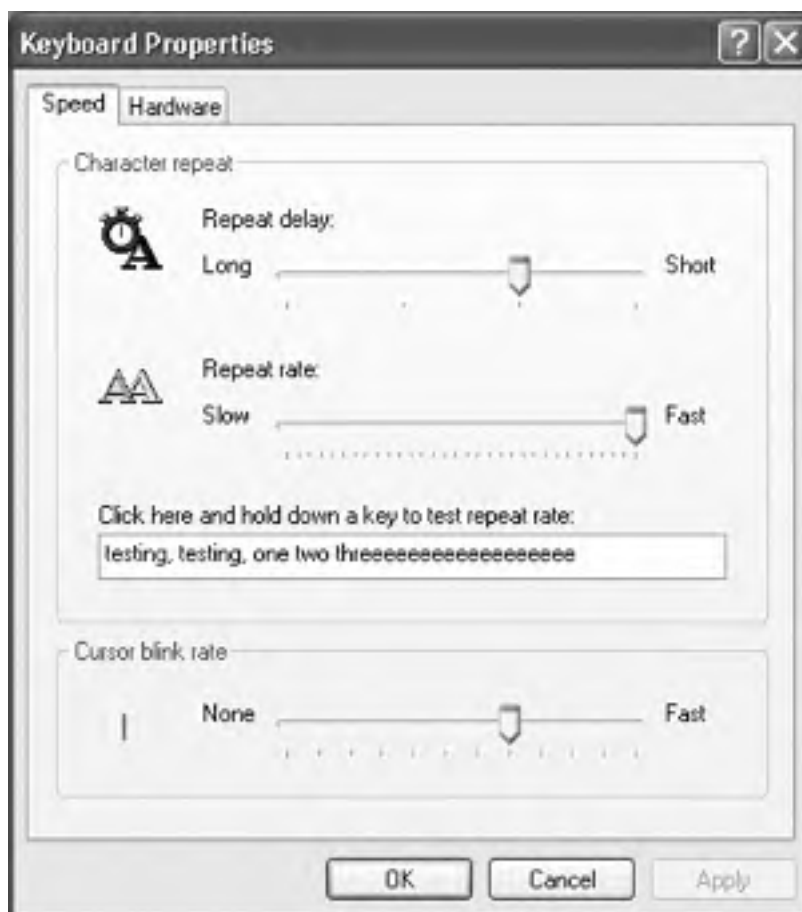 Keyboard Properties
Speed Hardware
Character repeat
Repeat delay:
Long Short
Repeat rate:
Slow Fast
Click here and hold down a key to test repeat rate:
testing, testing, one two threeeeeeeeeeeeeeeeeee
Cursor blink rate
None Fast
OK Cancel Apply